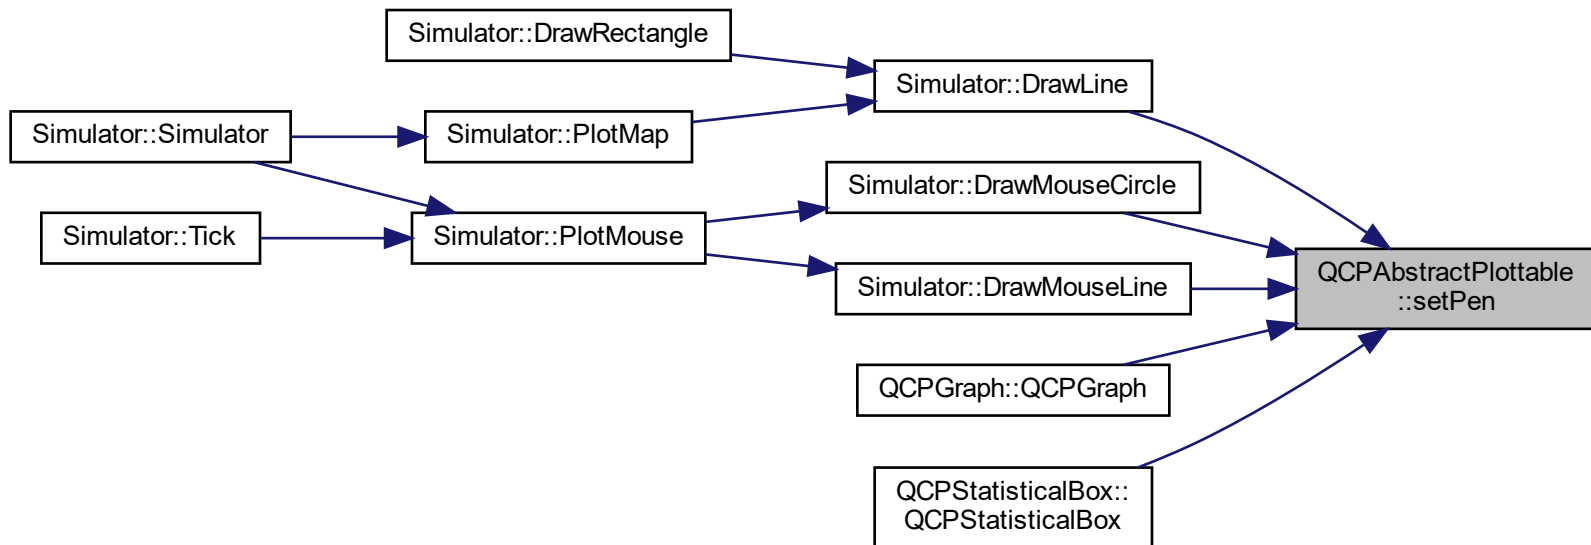 Simulator::DrawRectangle
Simulator::DrawLine
Simulator::Simulator
Simulator::PlotMap
Simulator::DrawMouseCircle
Simulator::Tick
Simulator::PlotMouse
QCPAbstractPlottable
::setPen
Simulator::DrawMouseLine
QCPGraph::QCPGraph
QCPStatisticalBox::
QCPStatisticalBox